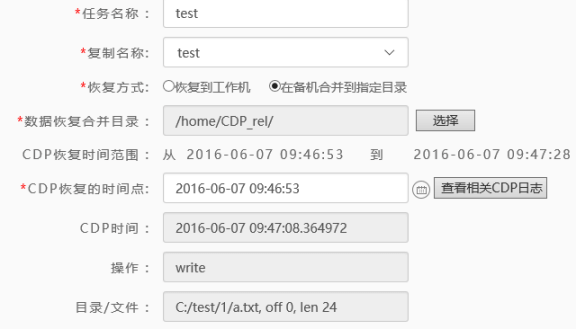 *任务名称： test
*复制名称： test
*恢复方式： 恢复到工作机 在备机合并到指定目录
*数据恢复合并目录： /home/CDP_rel/ 选择
CDP恢复时间范围： 从 2016-06-07 09:46:53 到 2016-06-07 09:47:28
*CDP恢复的时间点： 2016-06-07 09:46:53 查看相关CDP日志
CDP时间： 2016-06-07 09:47:08.364972
操作： write
目录/文件： C:/test/1/a.txt, off 0, len 24